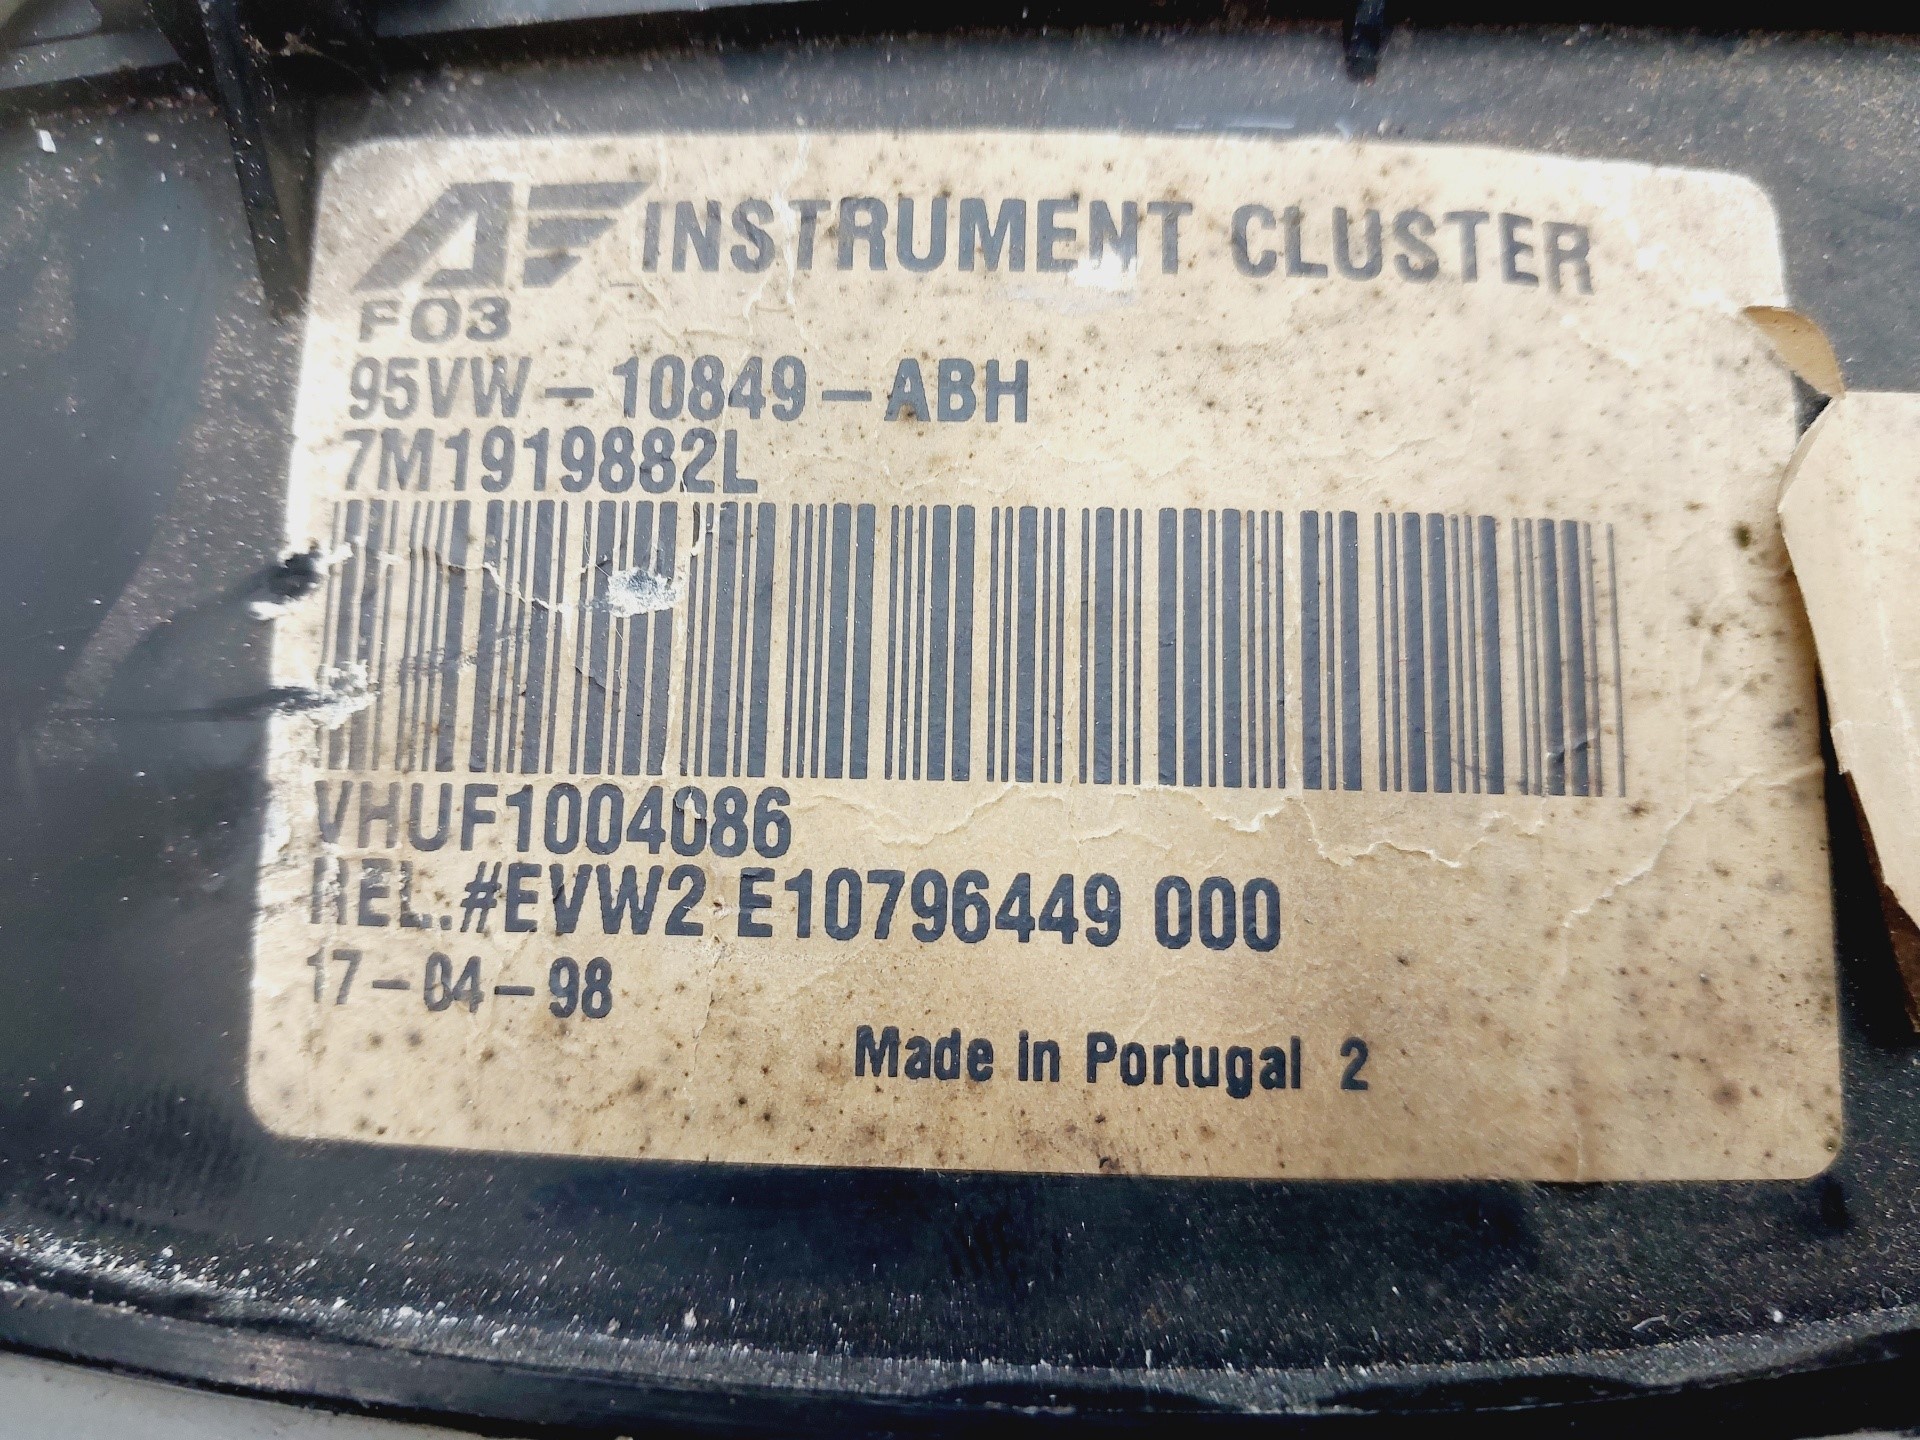 AF INSTRUMENT CLUSTER
F03
95VW-10849-ABH
7M1919882L
VHUF1004086
REL.#EVW2 E10796449 000
17-04-98
Made in Portugal 2